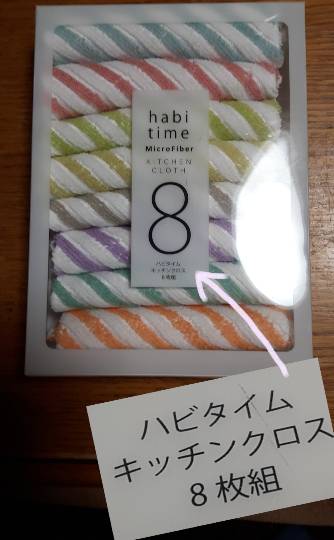 habi
time
MicroFiber
KITCHEN
CLOTH
8
ハビタイム
キッチンクロス
8枚組
ハビタイム
キッチンクロス
8枚組